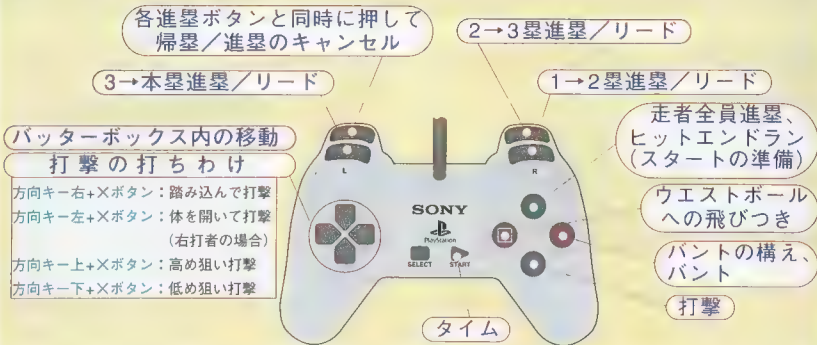 各進塁ボタンと同時に押して
帰塁／進塁のキャンセル
2→3塁進塁／リード
3→本塁進塁／リード
1→2塁進塁／リード
走者全員進塁、
ヒットエンドラン
(スタートの準備)
バッターボックス内の移動
打撃の打ちわけ
方向キー右+×ボタン：踏み込んで打撃
方向キー左+×ボタン：体を開いて打撃
(右打者の場合)
方向キー上+×ボタン：高め狙い打撃
方向キー下+×ボタン：低め狙い打撃
L
R
SONY
PlayStation
SELECT
START
ウエストボール
への飛びつき
バントの構え、
バント
打撃
タイム